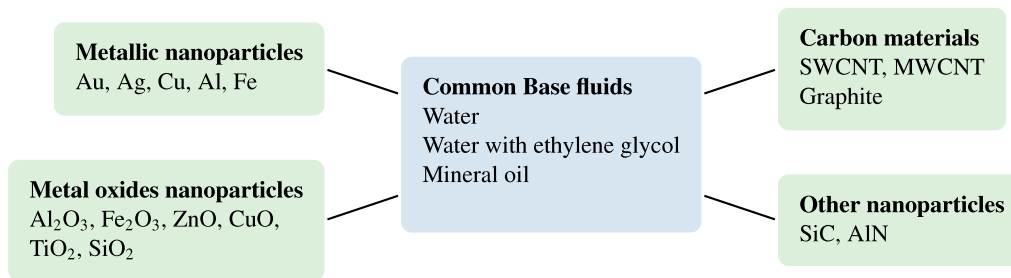 Metallic nanoparticles
Au, Ag, Cu, Al, Fe
Metal oxides nanoparticles
Al₂O₃, Fe₂O₃, ZnO, CuO,
TiO₂, SiO₂
Common Base fluids
Water
Water with ethylene glycol
Mineral oil
Carbon materials
SWCNT, MWCNT
Graphite
Other nanoparticles
SiC, AlN